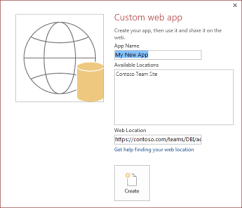 Custom web app
Create your app, then use it and share it on the
web.
App Name
My New App
Available Locations
Contoso Team Site
Web Location
https://contoso.com/teams/DBI/a
Get help finding your web location
Create